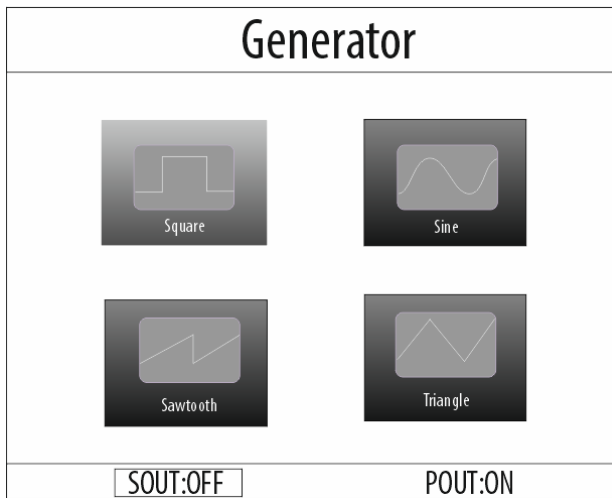 Generator
Square
Sine
Sawtooth
Triangle
SOUT:OFF
POUT:ON